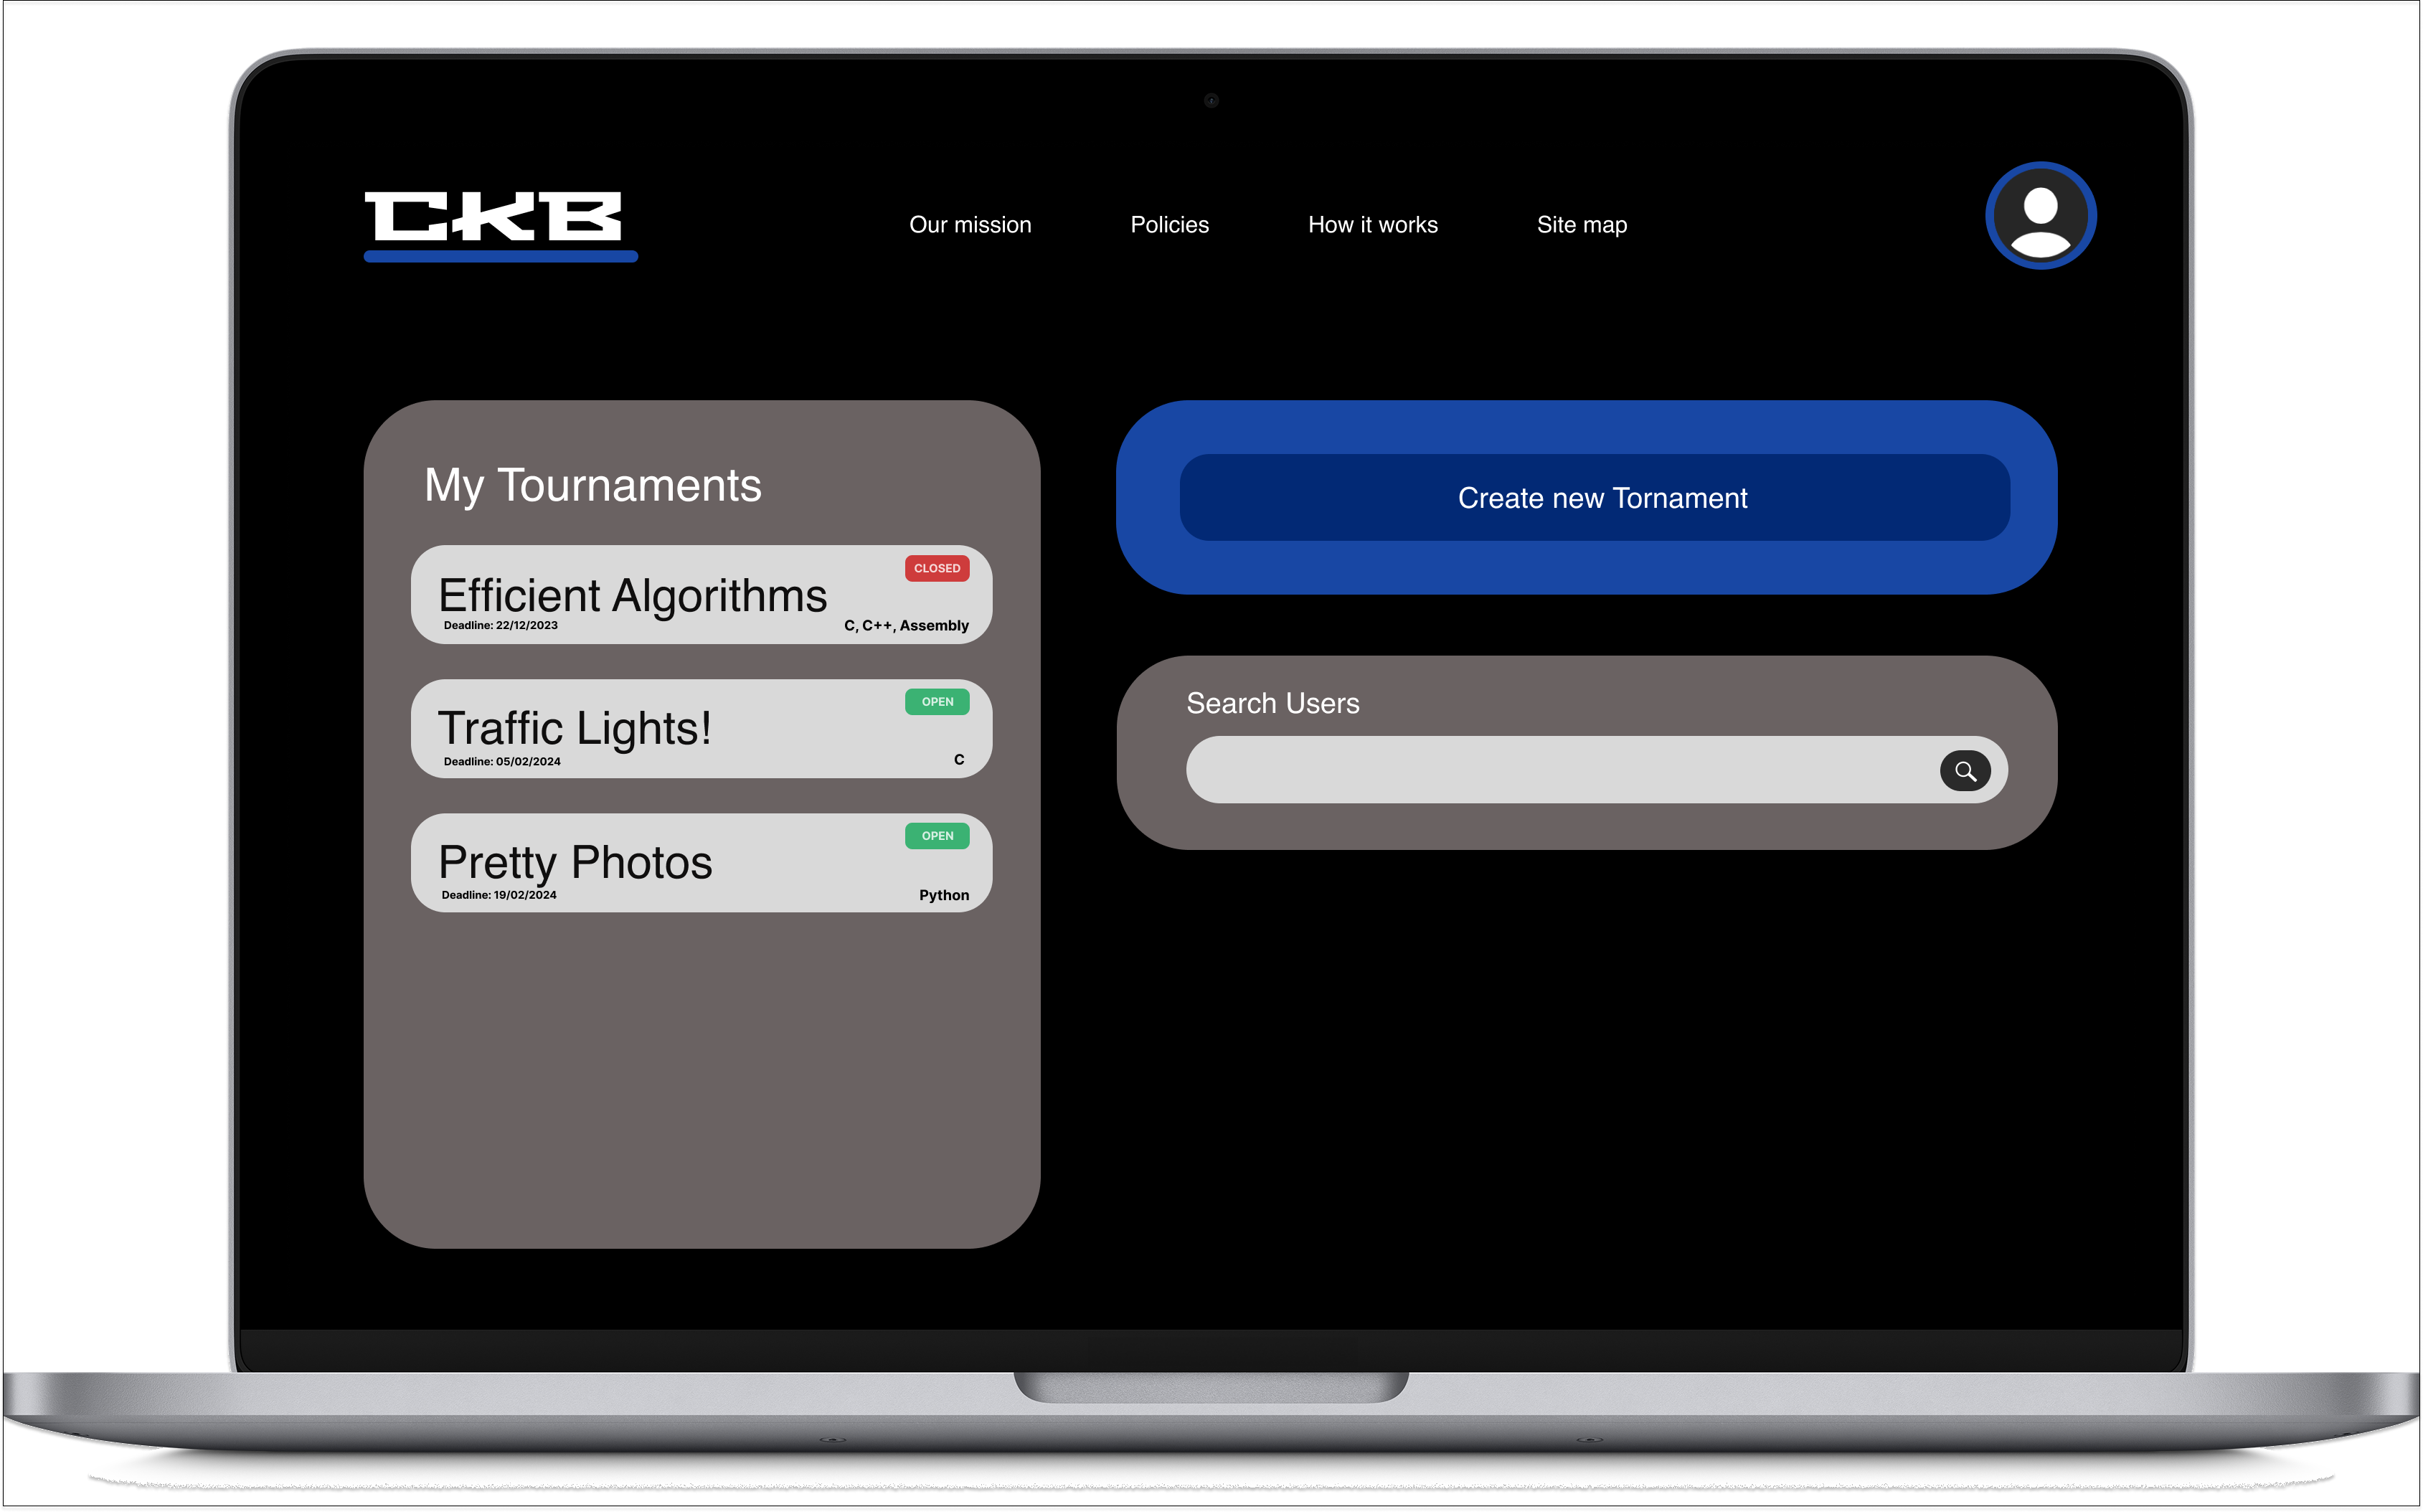 CKB
Our mission
Policies
How it works
Site map
My Tournaments
CLOSED
Efficient Algorithms
Deadline: 22/12/2023
C, C++, Assembly
OPEN
Traffic Lights!
Deadline: 05/02/2024
C
OPEN
Pretty Photos
Deadline: 19/02/2024
Python
Create new Tornament
Search Users